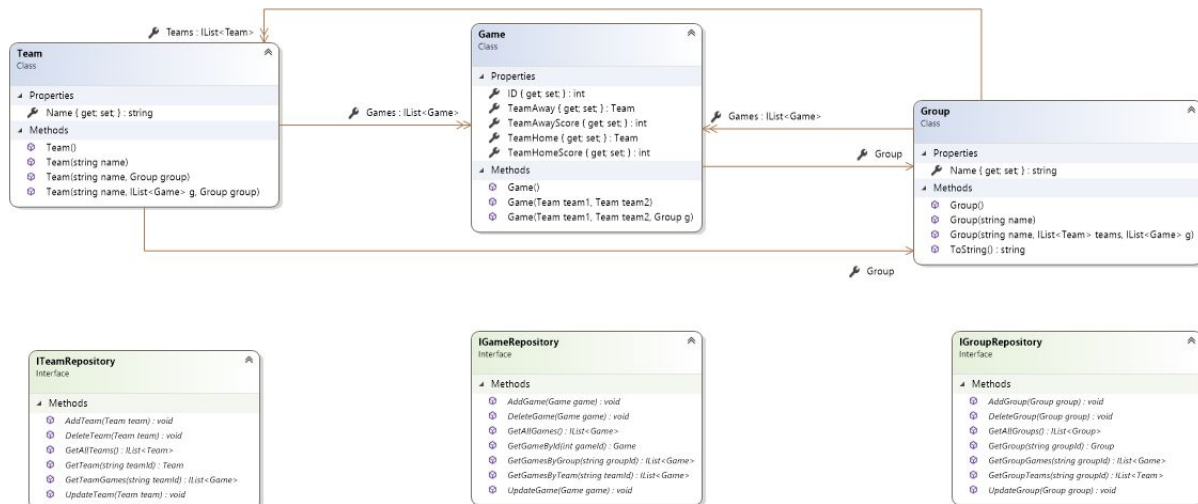 Teams : IList<Team>
Team
Class
Properties
Name { get; set; } : string
Methods
Team()
Team(string name)
Team(string name, Group group)
Team(string name, IList<Game> g, Group group)
Games : IList<Game>
Game
Class
Properties
ID { get; set; } : int
TeamAway { get; set; } : Team
TeamAwayScore { get; set; } : int
TeamHome { get; set; } : Team
TeamHomeScore { get; set; } : int
Methods
Game()
Game(Team team1, Team team2)
Game(Team team1, Team team2, Group g)
Games : IList<Game>
Group
Group
Class
Properties
Name { get; set; } : string
Methods
Group()
Group(string name)
Group(string name, IList<Team> teams, IList<Game> g)
ToString() : string
Group
ITeamRepository
Interface
Methods
AddTeam(Team team) : void
DeleteTeam(Team team) : void
GetAllTeams() : IList<Team>
GetTeam(string teamId) : Team
GetTeamGames(string teamId) : IList<Game>
UpdateTeam(Team team) : void
IGameRepository
Interface
Methods
AddGame(Game game) : void
DeleteGame(Game game) : void
GetAllGames() : IList<Game>
GetGameById(int gameId) : Game
GetGamesByGroup(string groupId) : IList<Game>
GetGamesByTeam(string teamId) : IList<Game>
UpdateGame(Game game) : void
IGroupRepository
Interface
Methods
AddGroup(Group group) : void
DeleteGroup(Group group) : void
GetAllGroups() : IList<Group>
GetGroup(string groupId) : Group
GetGroupGames(string groupId) : IList<Game>
GetGroupTeams(string groupId) : IList<Team>
UpdateGroup(Group group) : void